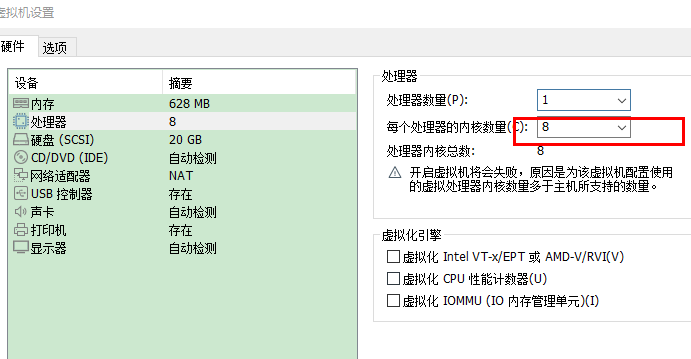 虚拟机设置
硬件 选项
设备 摘要
内存 628 MB
处理器 8
硬盘 (SCSI) 20 GB
CD/DVD (IDE) 自动检测
网络适配器 NAT
USB 控制器 存在
声卡 自动检测
打印机 存在
显示器 自动检测
处理器
处理器数量(P): 1
每个处理器的内核数量(C): 8
处理器内核总数: 8
开启虚拟机将会失败，原因是为该虚拟机配置使用
的虚拟处理器内核数量多于主机所支持的数量。
虚拟化引擎
虚拟化 Intel VT-x/EPT 或 AMD-V/RVI(V)
虚拟化 CPU 性能计数器(U)
虚拟化 IOMMU (IO 内存管理单元)(I)